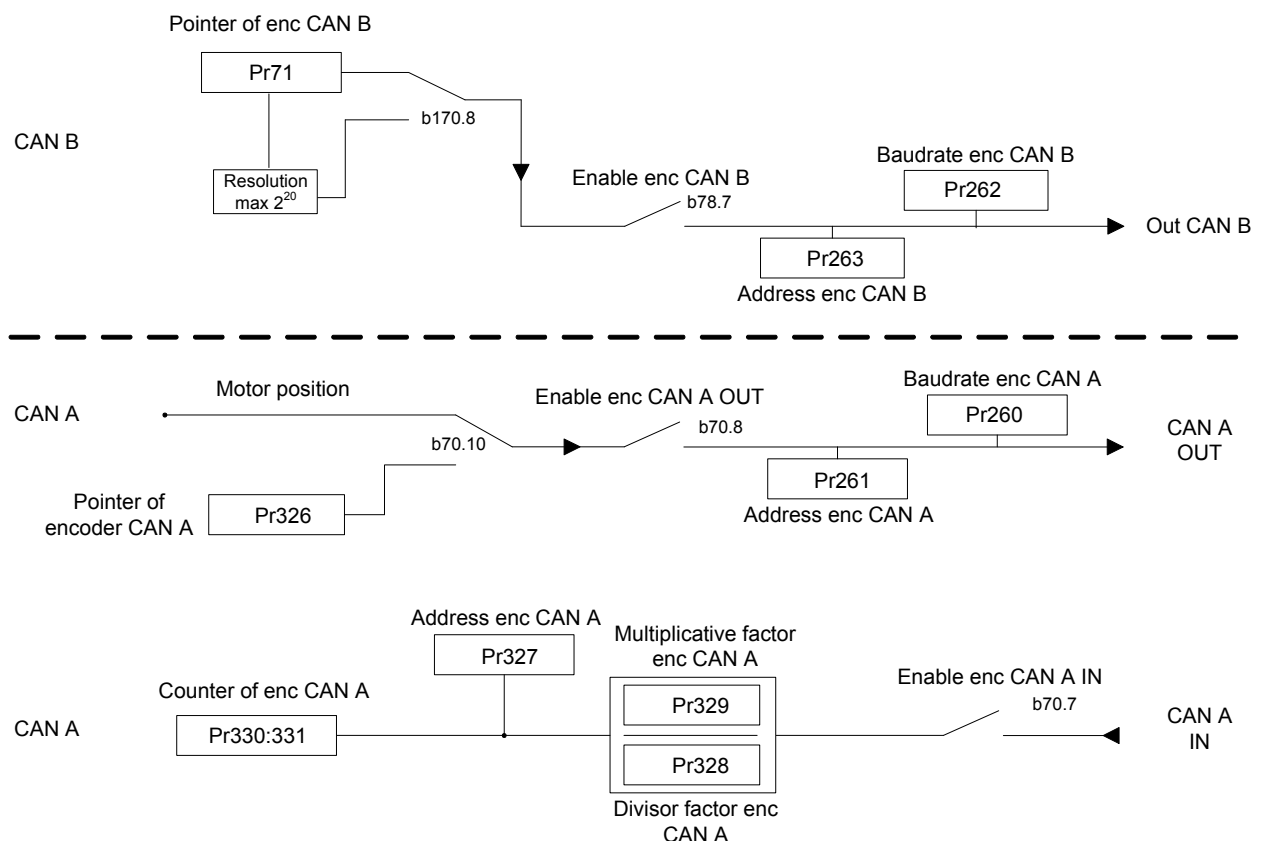 Pointer of enc CAN B
Pr71
b170.8
CAN B
Resolution
max 2²⁰
Enable enc CAN B
b78.7
Baudrate enc CAN B
Pr262
Out CAN B
Pr263
Address enc CAN B
Motor position
CAN A
b70.10
Enable enc CAN A OUT
b70.8
Baudrate enc CAN A
Pr260
CAN A
OUT
Pointer of
encoder CAN A
Pr326
Pr261
Address enc CAN A
Address enc CAN A
Pr327
Multiplicative factor
enc CAN A
Pr329
Pr328
Divisor factor enc
CAN A
Counter of enc CAN A
Pr330:331
CAN A
Enable enc CAN A IN
b70.7
CAN A
IN